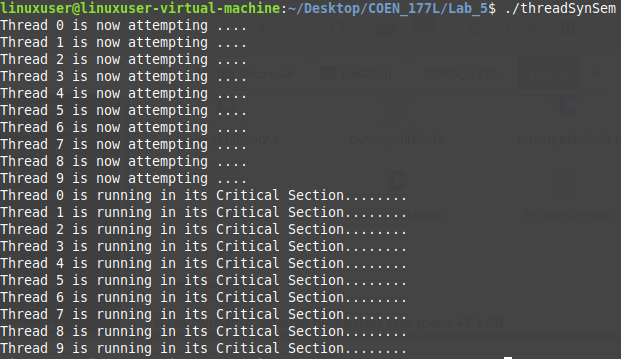 linuxuser@linuxuser-virtual-machine:~/Desktop/COEN_177L/Lab_5$ ./threadSynSem
Thread 0 is now attempting ....
Thread 1 is now attempting ....
Thread 2 is now attempting ....
Thread 3 is now attempting ....
Thread 4 is now attempting ....
Thread 5 is now attempting ....
Thread 6 is now attempting ....
Thread 7 is now attempting ....
Thread 8 is now attempting ....
Thread 9 is now attempting ....
Thread 0 is running in its Critical Section........
Thread 1 is running in its Critical Section........
Thread 2 is running in its Critical Section........
Thread 3 is running in its Critical Section........
Thread 4 is running in its Critical Section........
Thread 5 is running in its Critical Section........
Thread 6 is running in its Critical Section........
Thread 7 is running in its Critical Section........
Thread 8 is running in its Critical Section........
Thread 9 is running in its Critical Section........